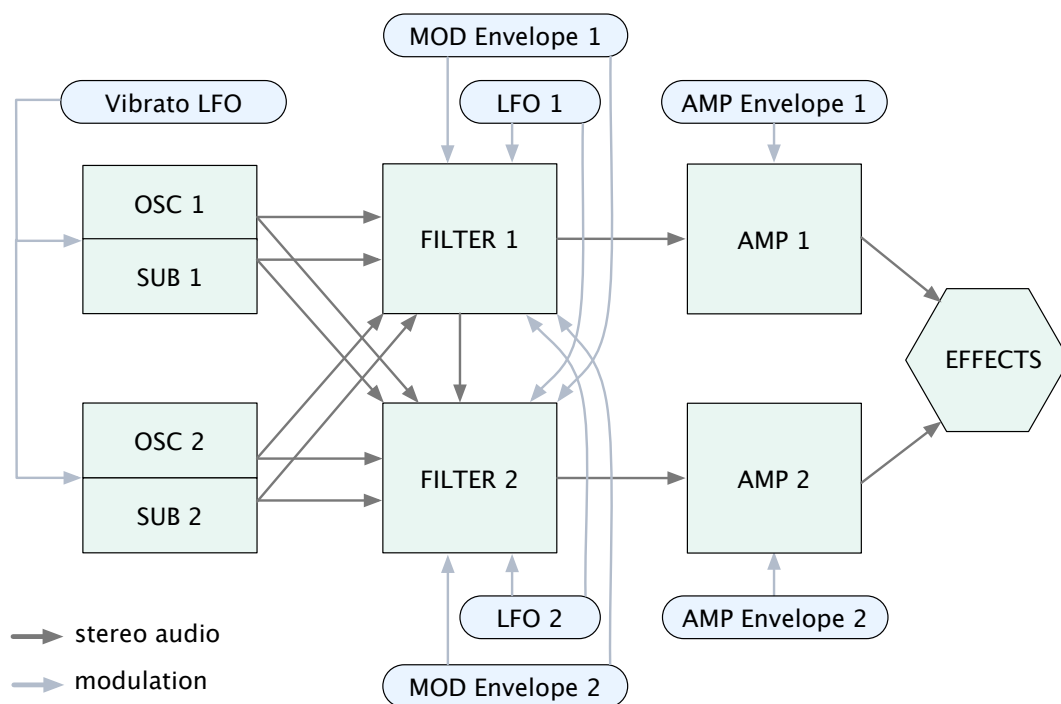 MOD Envelope 1
Vibrato LFO
LFO 1
AMP Envelope 1
OSC 1
SUB 1
FILTER 1
AMP 1
EFFECTS
OSC 2
SUB 2
FILTER 2
AMP 2
LFO 2
AMP Envelope 2
MOD Envelope 2
stereo audio
modulation